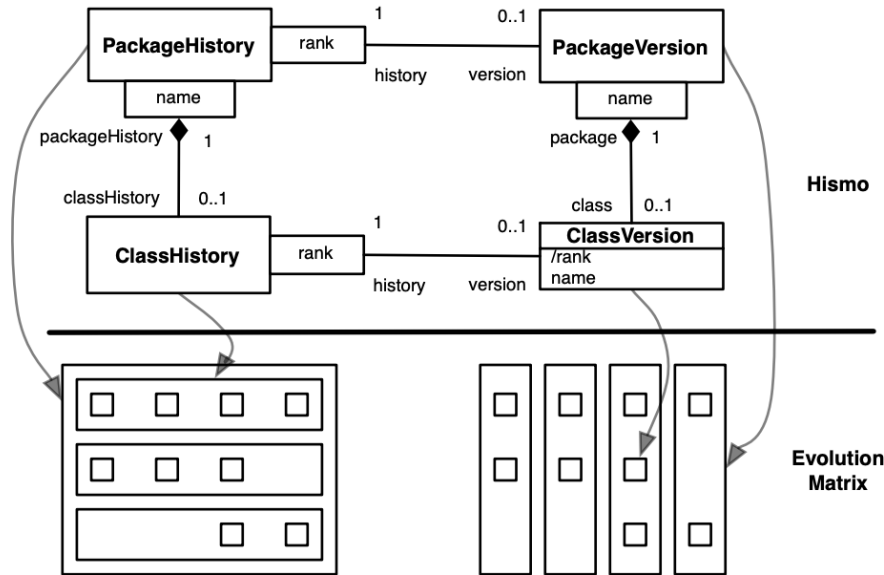 1
0..1
PackageHistory
rank
PackageVersion
history
version
name
name
packageHistory
1
package
1
Hismo
classHistory
0..1
class
0..1
1
0..1
ClassVersion
ClassHistory
rank
/rank
name
history
version
Evolution
Matrix